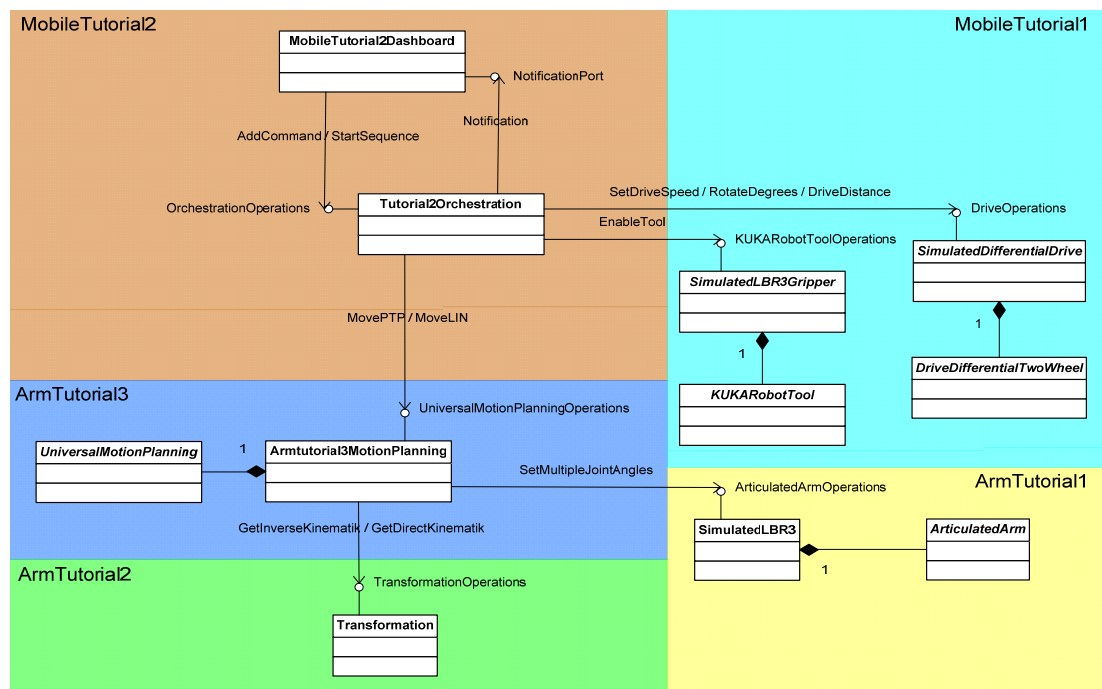 MobileTutorial2
MobileTutorial1
MobileTutorial2Dashboard
NotificationPort
Notification
AddCommand / StartSequence
OrchestrationOperations
Tutorial2Orchestration
SetDriveSpeed / RotateDegrees / DriveDistance
DriveOperations
EnableTool
KUKARobotToolOperations
SimulatedDifferentialDrive
SimulatedLBR3Gripper
1
1
MovePTP / MoveLIN
DriveDifferentialTwoWheel
KUKARobotTool
ArmTutorial3
UniversalMotionPlanningOperations
UniversalMotionPlanning
1
Armtutorial3MotionPlanning
SetMultipleJointAngles
ArmTutorial1
ArticulatedArmOperations
GetInverseKinematik / GetDirectKinematik
SimulatedLBR3
ArticulatedArm
1
ArmTutorial2
TransformationOperations
Transformation